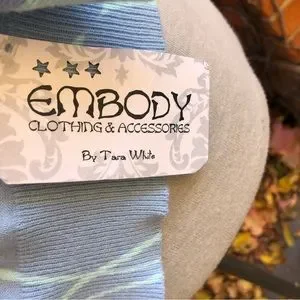 EMBODY
CLOTHING & ACCESSORIES
By Tara White